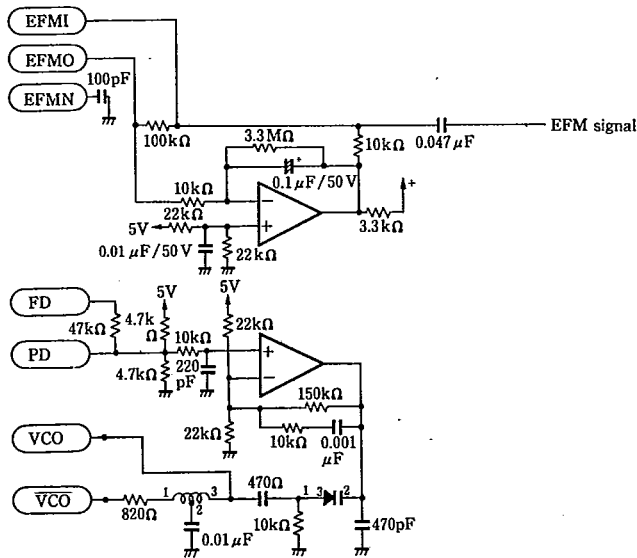 EFMI
EFMO
100pF
EFMN
100kΩ
3.3MΩ
10kΩ
0.047μF
EFM signal
+
0.1μF/50V
+
10kΩ
22kΩ
5V
−
+
3.3kΩ
0.01μF/50V
22kΩ
FD
5V
5V
47kΩ
4.7k
Ω
10kΩ
22kΩ
PD
+
−
4.7kΩ
220
pF
150kΩ
22kΩ
10kΩ
0.001
μF
VCO
470Ω
VCO
1
3
2
820Ω
0.01μF
10kΩ
1
3
2
470pF